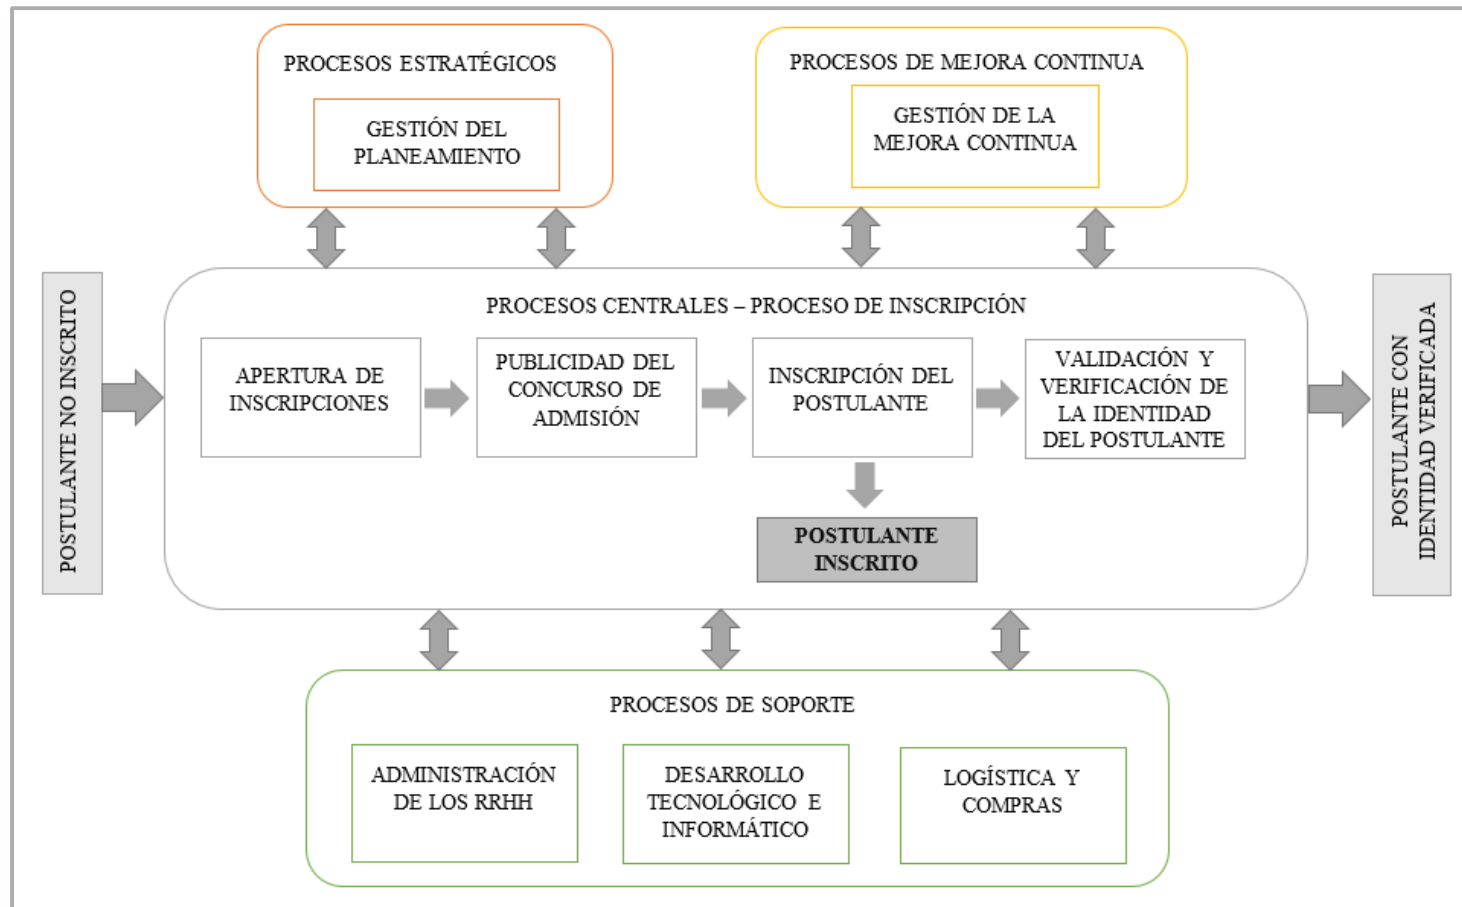 PROCESOS ESTRATÉGICOS
GESTIÓN DEL
PLANEAMIENTO
PROCESOS DE MEJORA CONTINUA
GESTIÓN DE LA
MEJORA CONTINUA
POSTULANTE NO INSCRITO
PROCESOS CENTRALES – PROCESO DE INSCRIPCIÓN
APERTURA DE
INSCRIPCIONES
PUBLICIDAD DEL
CONCURSO DE
ADMISIÓN
INSCRIPCIÓN DEL
POSTULANTE
VALIDACIÓN Y
VERIFICACIÓN DE
LA IDENTIDAD
DEL POSTULANTE
POSTULANTE
INSCRITO
POSTULANTE CON
IDENTIDAD VERIFICADA
PROCESOS DE SOPORTE
ADMINISTRACIÓN
DE LOS RRHH
DESARROLLO
TECNOLÓGICO E
INFORMÁTICO
LOGÍSTICA Y
COMPRAS